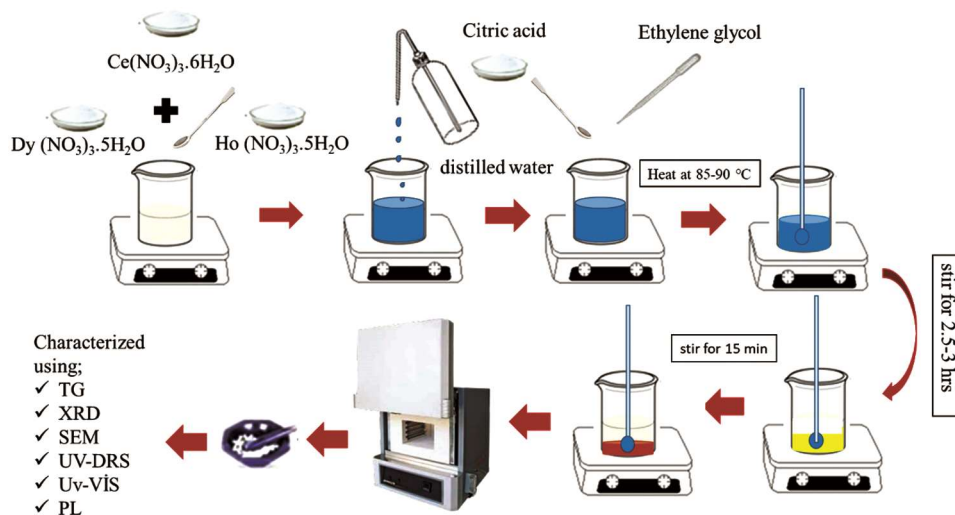 Ce(NO3)3.6H2O
Dy (NO3)3.5H2O
Ho (NO3)3.5H2O
distilled water
Citric acid
Ethylene glycol
Heat at 85-90 °C
stir for 2.5-3 hrs
stir for 15 min
Characterized
using;
✓ TG
✓ XRD
✓ SEM
✓ UV-DRS
✓ Uv-VİS
✓ PL